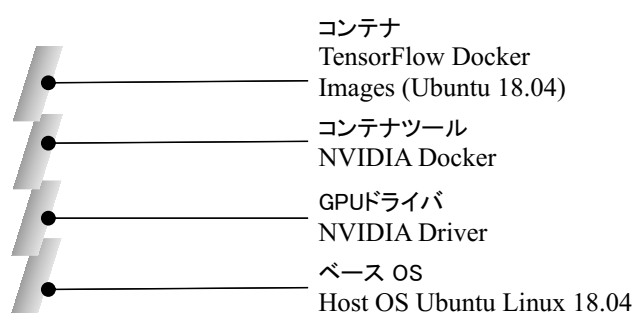 コンテナ
TensorFlow Docker
Images (Ubuntu 18.04)
コンテナツール
NVIDIA Docker
GPUドライバ
NVIDIA Driver
ベース OS
Host OS Ubuntu Linux 18.04